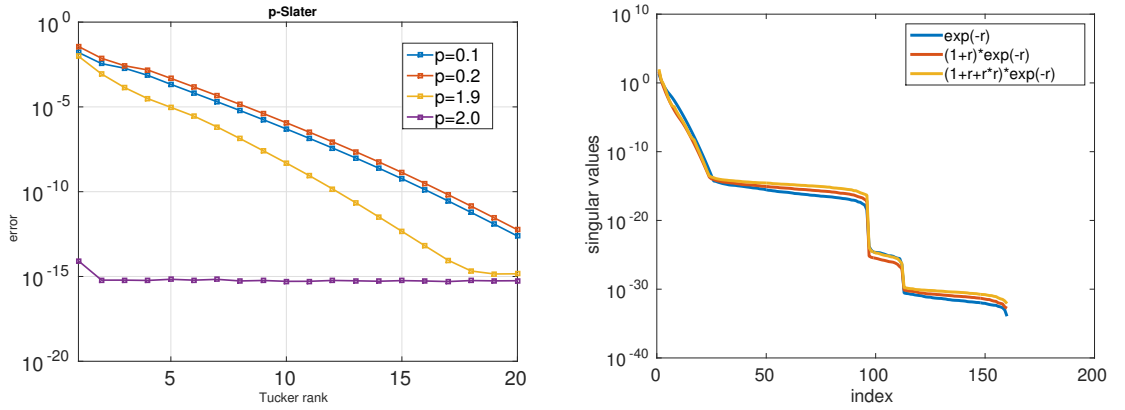 p-Slater
10^0
10^-5
10^-10
10^-15
10^-20
error
5
10
15
20
Tucker rank
p=0.1
p=0.2
p=1.9
p=2.0
10^10
10^0
10^-10
10^-20
10^-30
10^-40
singular values
0
50
100
150
200
index
exp(-r)
(1+r)*exp(-r)
(1+r+r*r)*exp(-r)